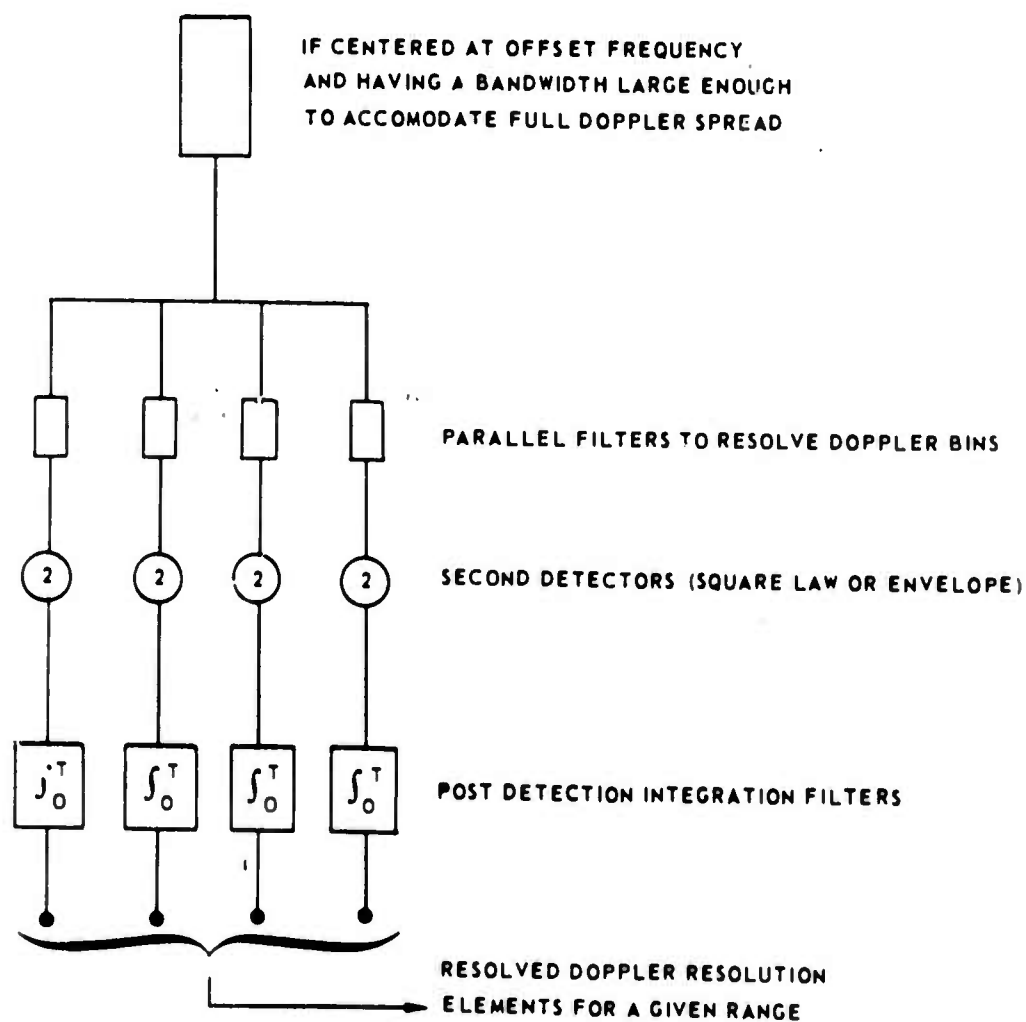 IF CENTERED AT OFFSET FREQUENCY
AND HAVING A BANDWIDTH LARGE ENOUGH
TO ACCOMODATE FULL DOPPLER SPREAD
PARALLEL FILTERS TO RESOLVE DOPPLER BINS
2 2 2 2
SECOND DETECTORS (SQUARE LAW OR ENVELOPE)
∫₀ᵀ ∫₀ᵀ ∫₀ᵀ ∫₀ᵀ
POST DETECTION INTEGRATION FILTERS
RESOLVED DOPPLER RESOLUTION
ELEMENTS FOR A GIVEN RANGE